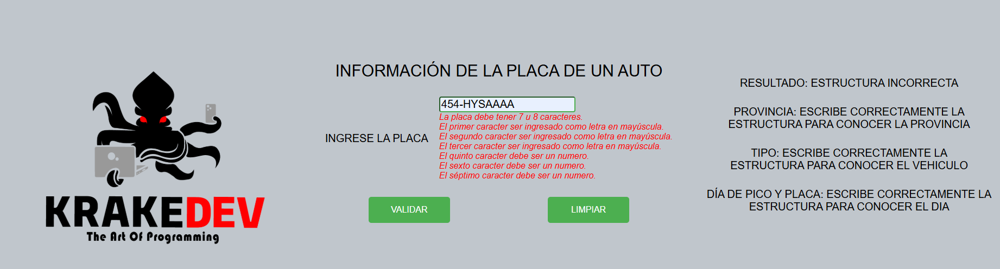 KRAKEDEV
The Art Of Programming
INFORMACIÓN DE LA PLACA DE UN AUTO
INGRESE LA PLACA
454-HYSAAAA
La placa debe tener 7 u 8 caracteres.
El primer caracter ser ingresado como letra en mayúscula.
El segundo caracter ser ingresado como letra en mayúscula.
El tercer caracter ser ingresado como letra en mayúscula.
El quinto caracter debe ser un numero.
El sexto caracter debe ser un numero.
El séptimo caracter debe ser un numero.
VALIDAR
LIMPIAR
RESULTADO: ESTRUCTURA INCORRECTA
PROVINCIA: ESCRIBE CORRECTAMENTE LA
ESTRUCTURA PARA CONOCER LA PROVINCIA
TIPO: ESCRIBE CORRECTAMENTE LA
ESTRUCTURA PARA CONOCER EL VEHICULO
DÍA DE PICO Y PLACA: ESCRIBE CORRECTAMENTE LA
ESTRUCTURA PARA CONOCER EL DIA